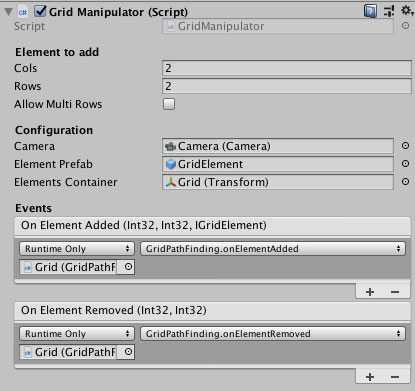 Grid Manipulator (Script)
Script GridManipulator
Element to add
Cols 2
Rows 2
Allow Multi Rows
Configuration
Camera Camera (Camera)
Element Prefab GridElement
Elements Container Grid (Transform)
Events
On Element Added (Int32, Int32, IGridElement)
Runtime Only GridPathFinding.onElementAdded
Grid (GridPathF
+ −
On Element Removed (Int32, Int32)
Runtime Only GridPathFinding.onElementRemoved
Grid (GridPathF
+ −